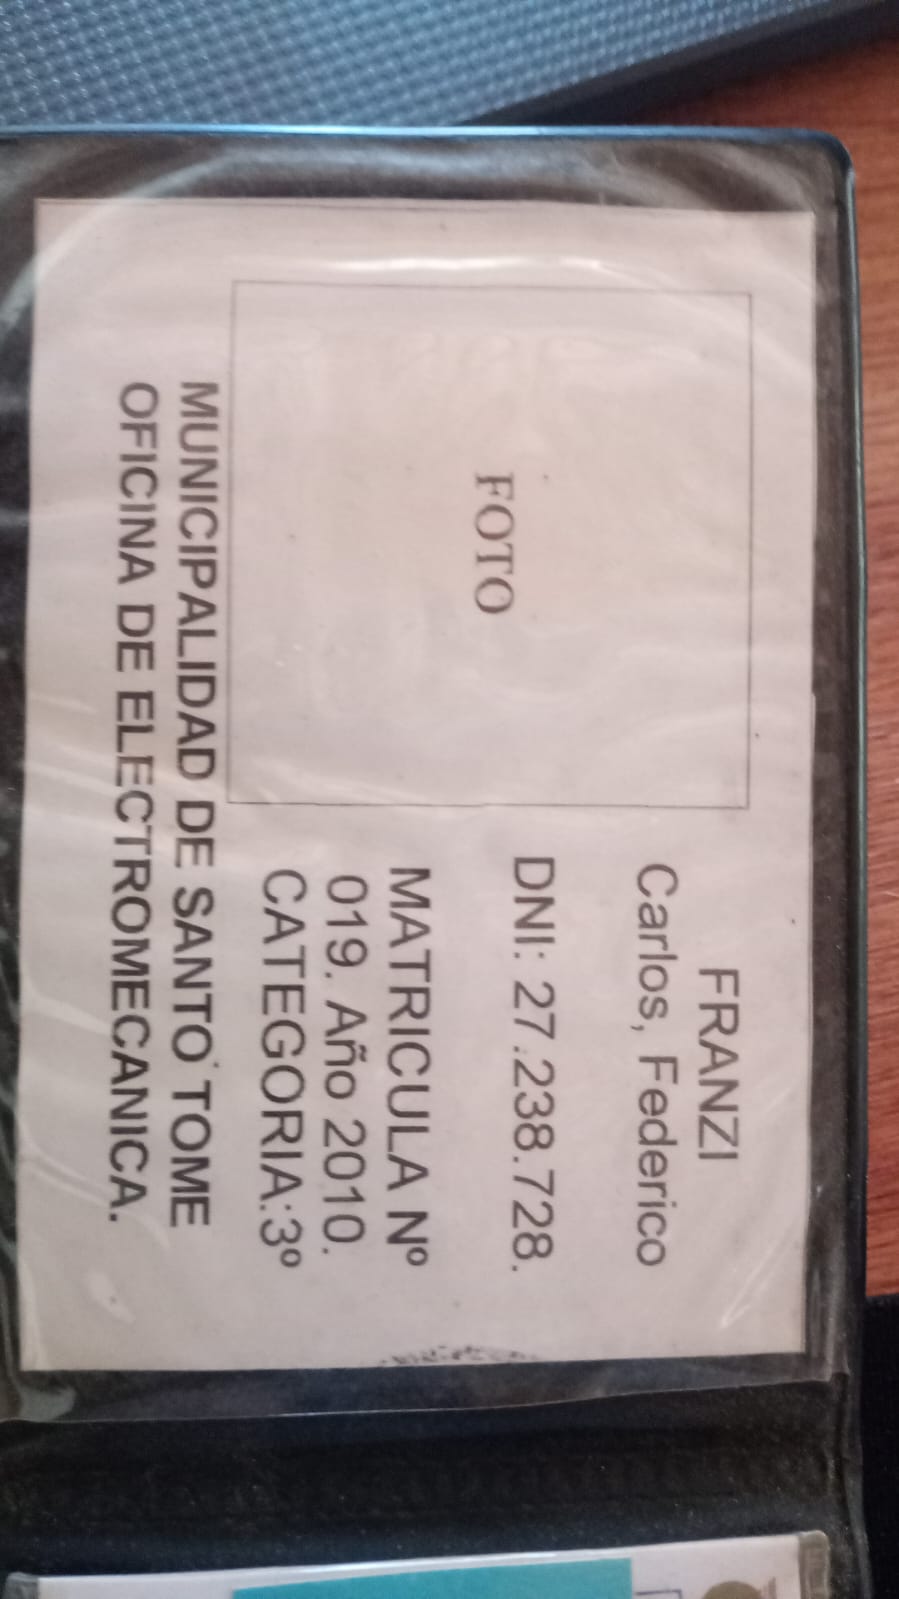 FRANZI
Carlos, Federico
DNI: 27.238.728.
FOTO
MATRICULA Nº
019. Año 2010.
CATEGORIA:3º
MUNICIPALIDAD DE SANTO TOME
OFICINA DE ELECTROMECANICA.